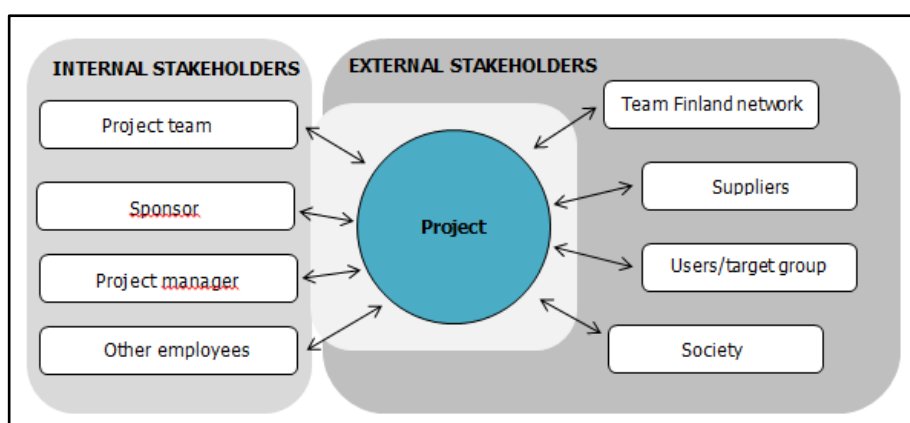 INTERNAL STAKEHOLDERS
Project team
Sponsor
Project manager
Other employees
Project
EXTERNAL STAKEHOLDERS
Team Finland network
Suppliers
Users/target group
Society